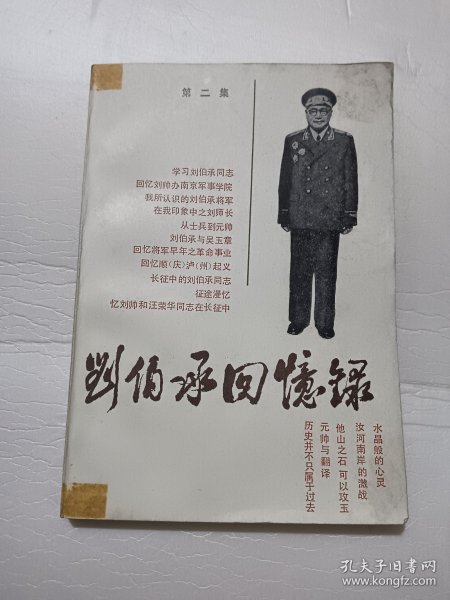 第二集
学习刘伯承同志
回忆刘帅办南京军事学院
我所认识的刘伯承将军
在我印象中之刘师长
从士兵到元帅
刘伯承与吴玉章
回忆将军早年之革命事业
回忆顺(庆)泸(州)起义
长征中的刘伯承同志
征途漫忆
忆刘帅和汪荣华同志在长征中
劉伯承回憶録
水晶般的心灵
汝河南岸的激战
他山之石 可以攻玉
元帅与翻译
历史并不只属于过去
孔夫子旧书网
www.kongfz.com